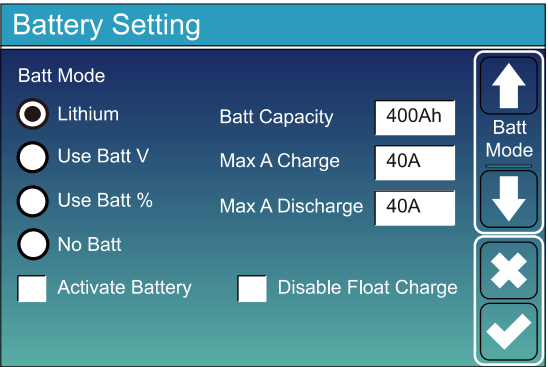 Battery Setting
Batt Mode
Lithium
Batt Capacity 400Ah
Use Batt V
Max A Charge 40A
Use Batt %
Max A Discharge 40A
No Batt
Activate Battery
Disable Float Charge
Batt
Mode